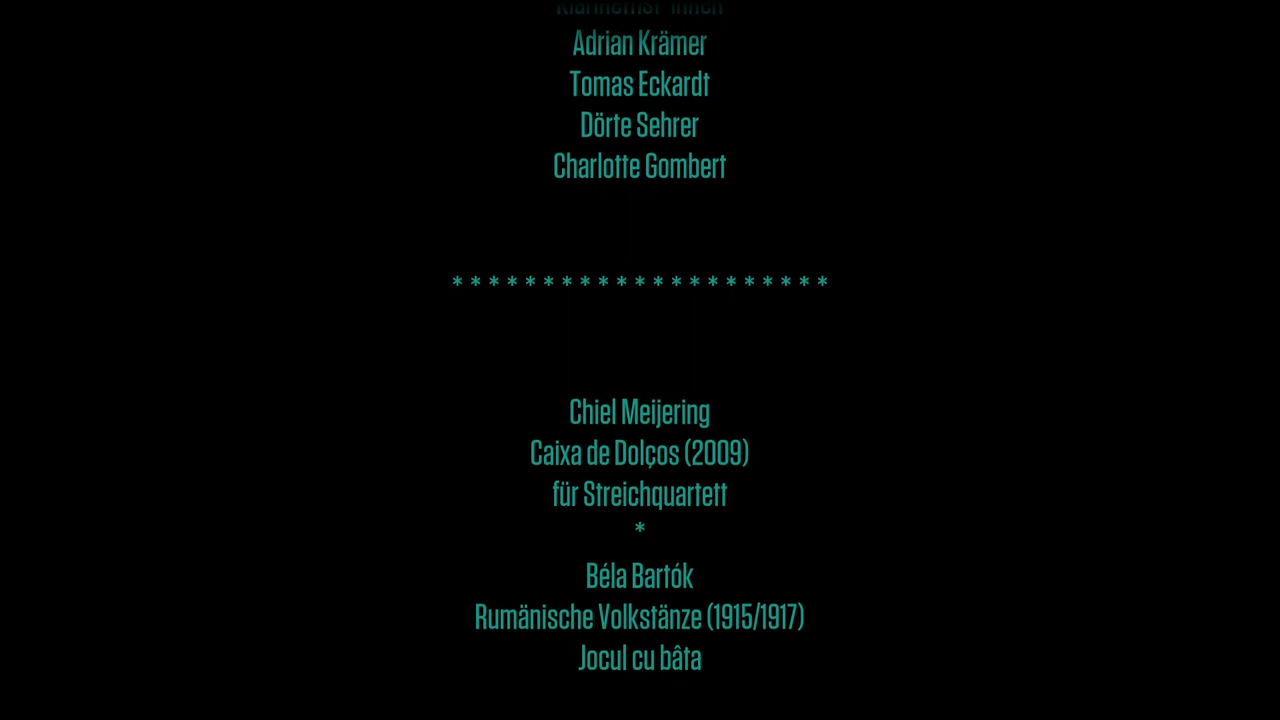 Adrian Krämer
Tomas Eckardt
Dörte Sehrer
Charlotte Gombert
* * * * * * * * * * * * * * * * * * * * *
Chiel Meijering
Caixa de Dolços (2009)
für Streichquartett
*
Béla Bartók
Rumänische Volkstänze (1915/1917)
Jocul cu bâta